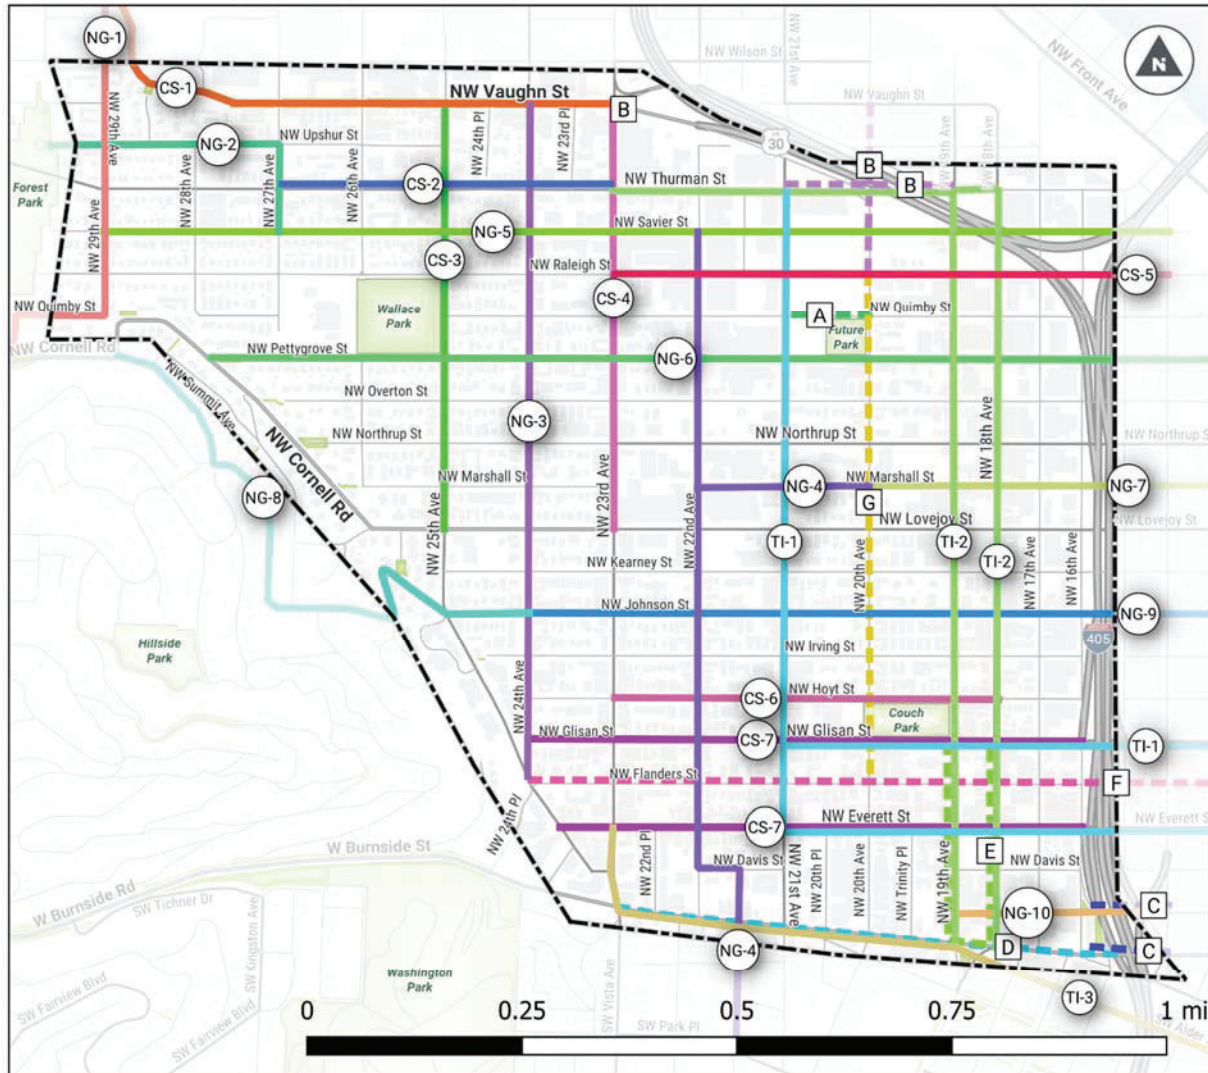 NG-1
NW Wilson St
NW 21st Ave
NW Front Ave
N
CS-1
NW Vaughn St
B
NW Vaughn St
NW 29th Ave
NG-2
NW Upshur St
NW 24th Pl
NW 23rd Pl
30
B
NW 28th Ave
NW 27th Ave
NW 26th Ave
CS-2
NW Thurman St
B
Forest
Park
NG-5
NW Savier St
NW 29th Ave
CS-3
NW Raleigh St
CS-5
CS-4
NW Quimby St
Wallace
Park
A
NW Quimby St
Future
Park
NW Cornell Rd
NW Pettygrove St
NG-6
NW Summit Ave
NW Overton St
NG-3
NW 18th Ave
NW Northrup St
NW Northrup St
NW Northrup St
NW Cornell Rd
NW Marshall St
NW 23rd Ave
NG-8
NG-4
NW Marshall St
NG-7
G
NW 25th Ave
NW 22nd Ave
NW Lovejoy St
NW Lovejoy St
TI-1
TI-2
TI-2
NW Kearney St
NW 20th Ave
NW 17th Ave
NW 16th Ave
NW Johnson St
NG-9
Hillside
Park
NW Irving St
405
NW 24th Ave
CS-6
NW Hoyt St
NW Glisan St
CS-7
NW Glisan St
Couch
Park
TI-1
NW Flanders St
F
NW 24th Pl
CS-7
NW Everett St
NW Everett St
W Burnside St
NW 22nd Pl
NW Davis St
NW 21st Ave
NW 20th Pl
NW 20th Ave
NW Trinity Pl
NW 19th Ave
E
NW Davis St
W Burnside Rd
SW Tichner Dr
NG-10
C
SW Kingston Ave
NG-4
D
C
Washington
Park
SW Vista Ave
TI-3
SW Fairview Blvd
SW Fairview Blvd
SW Park Pl
SW Alder S
0
0.25
0.5
0.75
1 mi